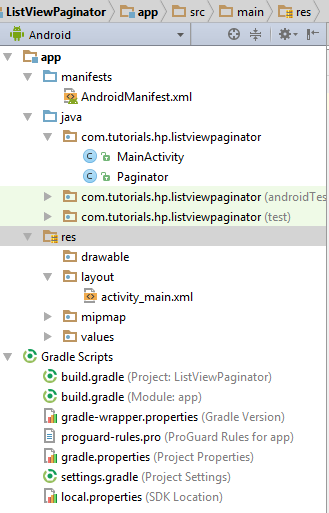 ListViewPaginator app src main res
Android
app
manifests
AndroidManifest.xml
java
com.tutorials.hp.listviewpaginator
MainActivity
Paginator
com.tutorials.hp.listviewpaginator (androidTes
com.tutorials.hp.listviewpaginator (test)
res
drawable
layout
activity_main.xml
mipmap
values
Gradle Scripts
build.gradle (Project: ListViewPaginator)
build.gradle (Module: app)
gradle-wrapper.properties (Gradle Version)
proguard-rules.pro (ProGuard Rules for app)
gradle.properties (Project Properties)
settings.gradle (Project Settings)
local.properties (SDK Location)